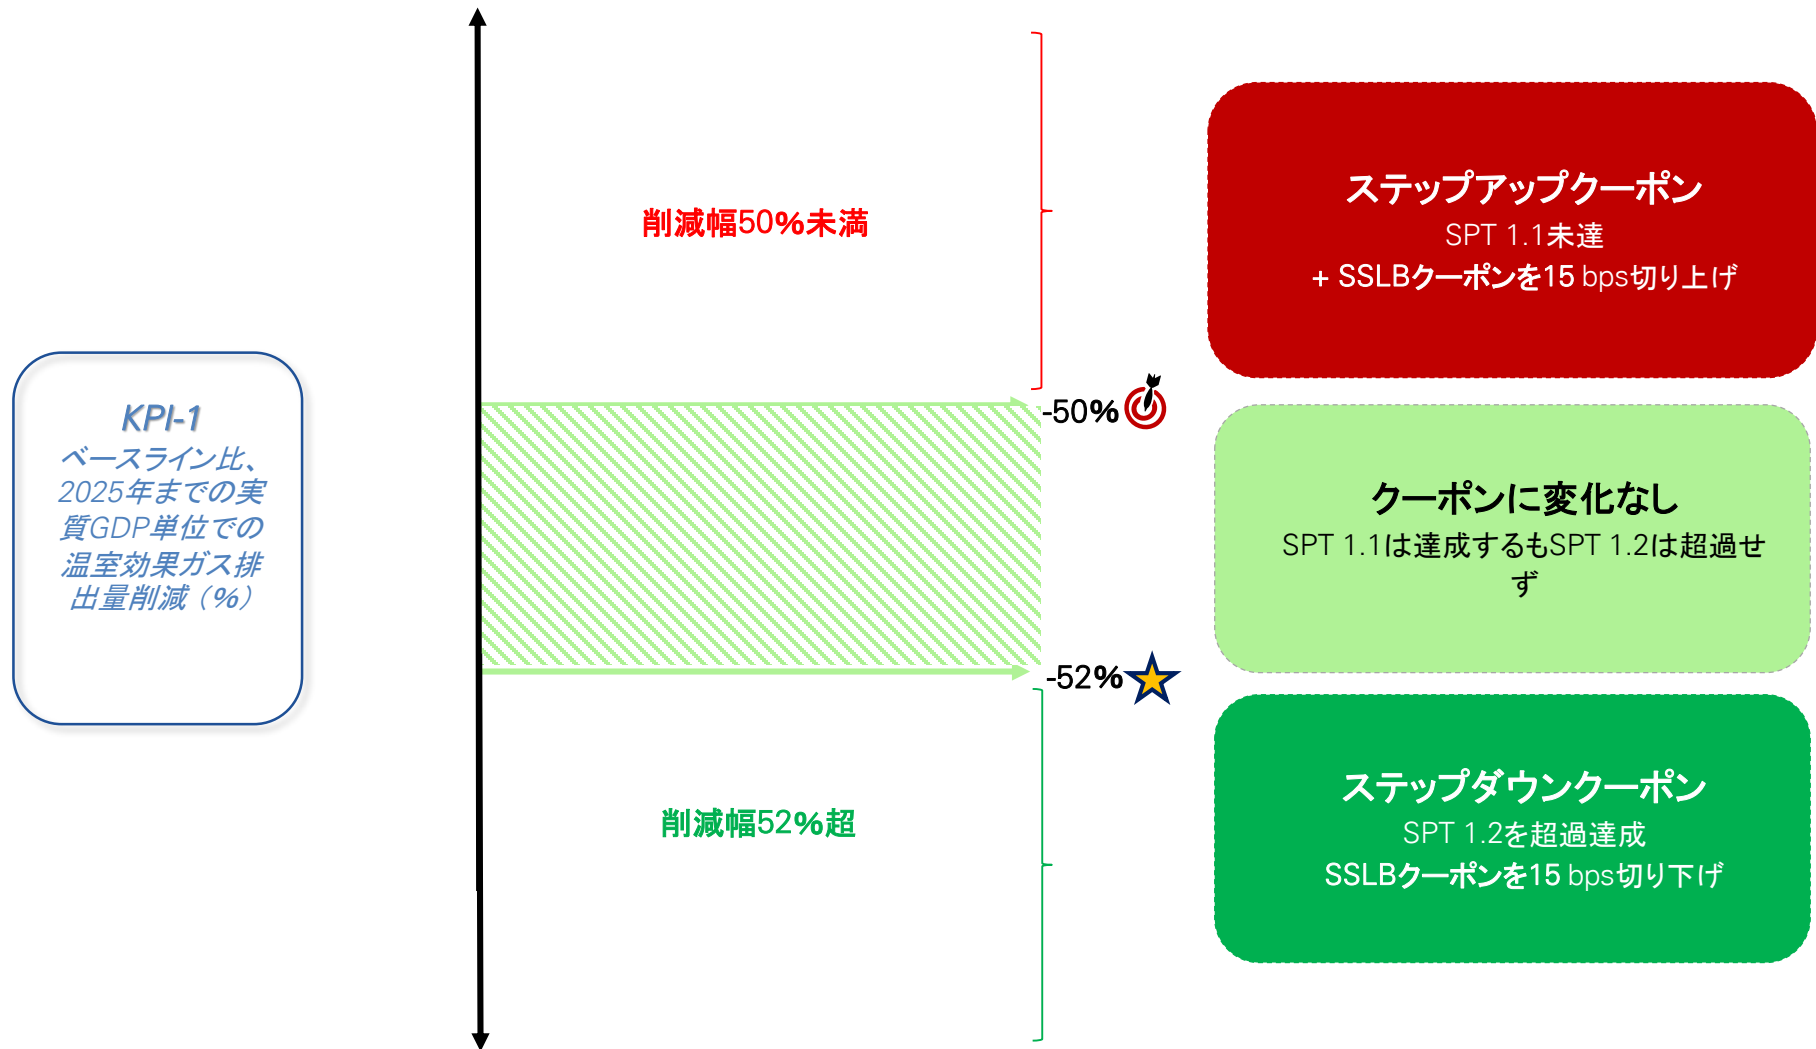 KPI-1
ベースライン比、
2025年までの実
質GDP単位での
温室効果ガス排
出量削減（%）
削減幅50%未満
-50%
-52%
削減幅52%超
ステップアップクーポン
SPT 1.1未達
+ SSLBクーポンを15 bps切り上げ
クーポンに変化なし
SPT 1.1は達成するもSPT 1.2は超過せ
ず
ステップダウンクーポン
SPT 1.2を超過達成
SSLBクーポンを15 bps切り下げ